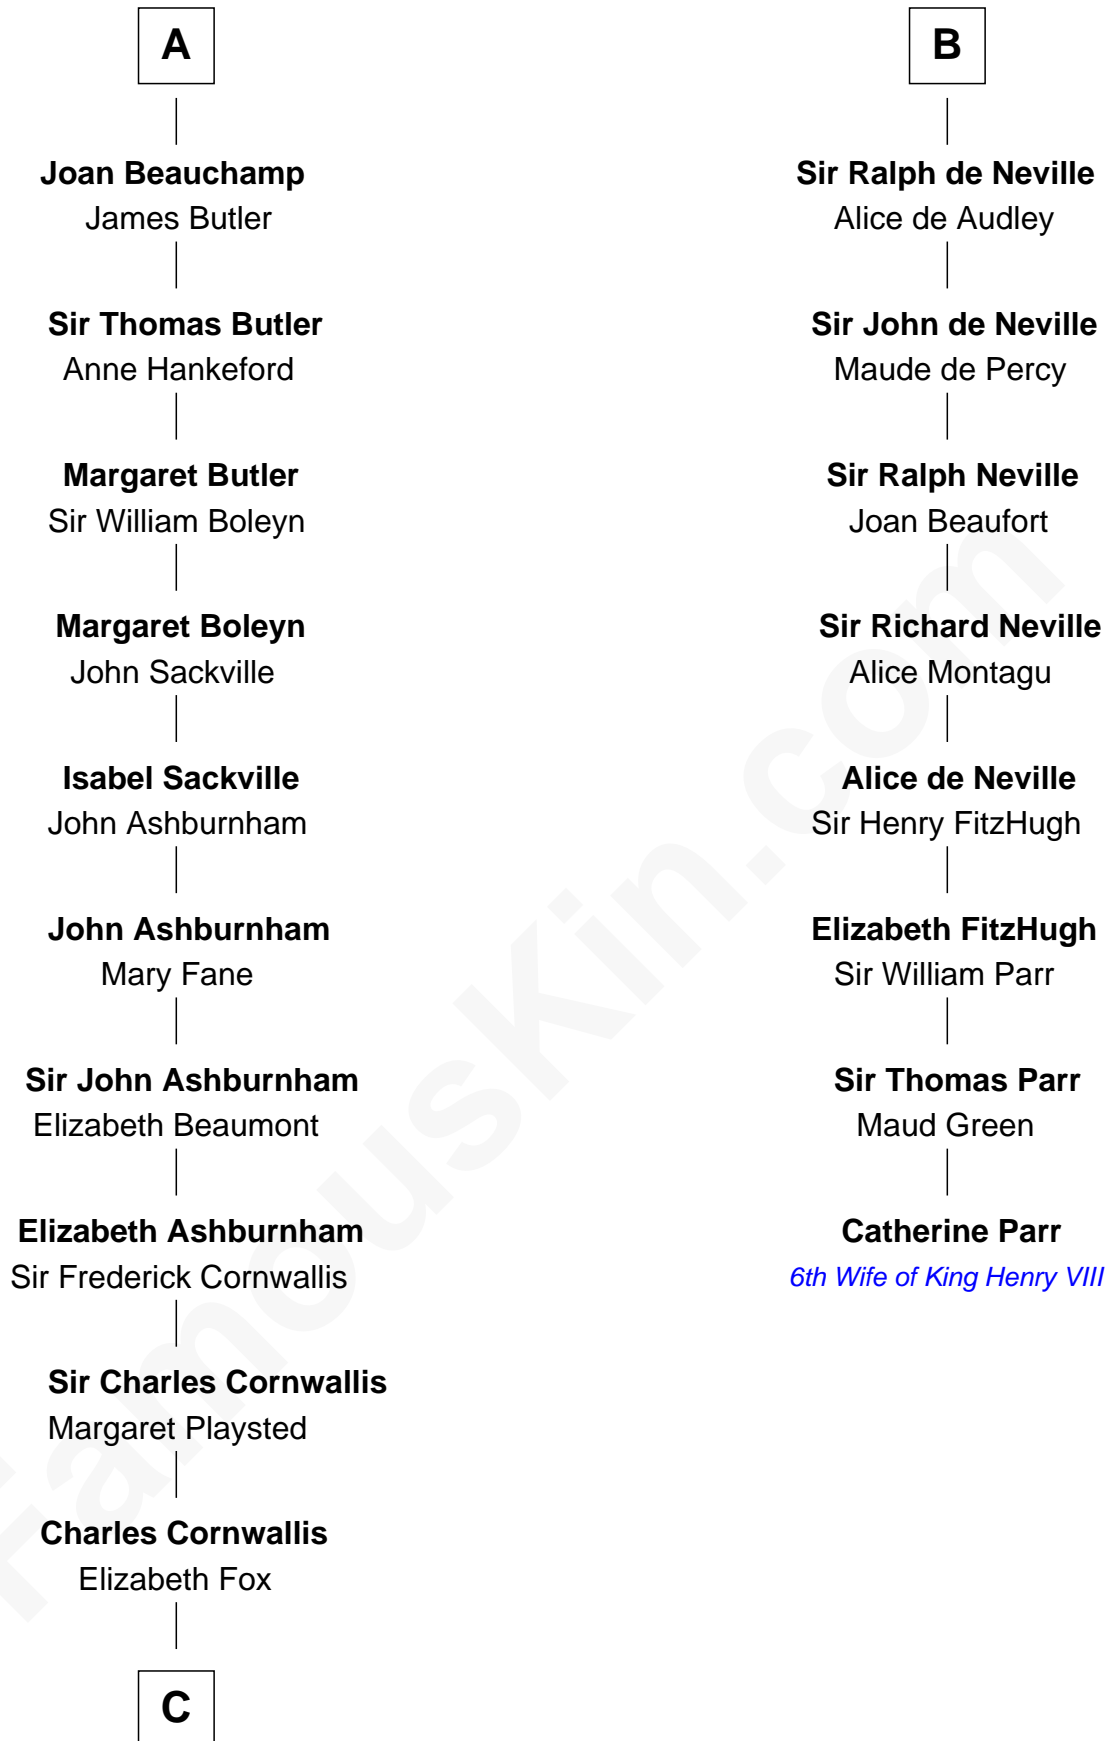 A
Joan Beauchamp
James Butler
Sir Thomas Butler
Anne Hankeford
Margaret Butler
Sir William Boleyn
Margaret Boleyn
John Sackville
Isabel Sackville
John Ashburnham
John Ashburnham
Mary Fane
Sir John Ashburnham
Elizabeth Beaumont
Elizabeth Ashburnham
Sir Frederick Cornwallis
Sir Charles Cornwallis
Margaret Playsted
Charles Cornwallis
Elizabeth Fox
C
B
Sir Ralph de Neville
Alice de Audley
Sir John de Neville
Maude de Percy
Sir Ralph Neville
Joan Beaufort
Sir Richard Neville
Alice Montagu
Alice de Neville
Sir Henry FitzHugh
Elizabeth FitzHugh
Sir William Parr
Sir Thomas Parr
Maud Green
Catherine Parr
6th Wife of King Henry VIII
FamousKin.com